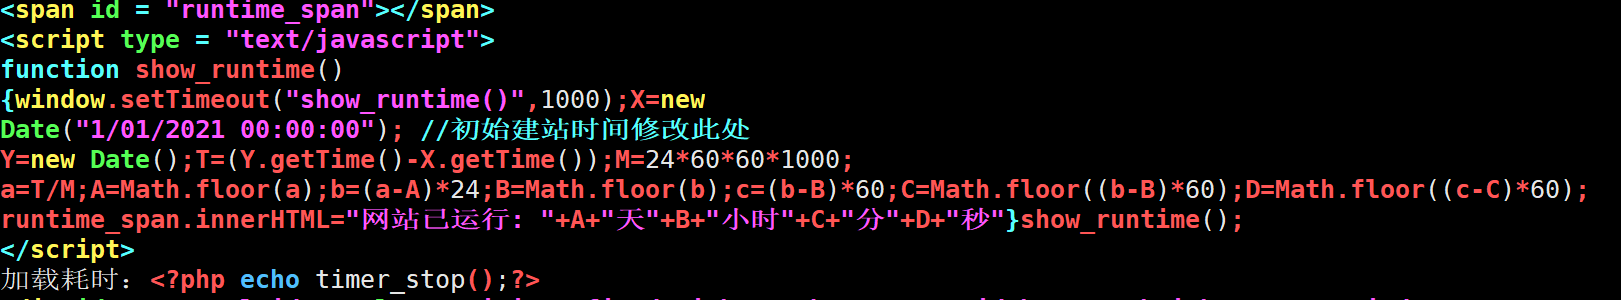 <span id = "runtime_span"></span>
<script type = "text/javascript">
function show_runtime()
{window.setTimeout("show_runtime()",1000);X=new
Date("1/01/2021 00:00:00"); //初始建站时间修改此处
Y=new Date();T=(Y.getTime()-X.getTime());M=24*60*60*1000;
a=T/M;A=Math.floor(a);b=(a-A)*24;B=Math.floor(b);c=(b-B)*60;C=Math.floor((b-B)*60);D=Math.floor((c-C)*60);
runtime_span.innerHTML="网站已运行: "+A+"天"+B+"小时"+C+"分"+D+"秒"}show_runtime();
</script>
加载耗时: <?php echo timer_stop();?>